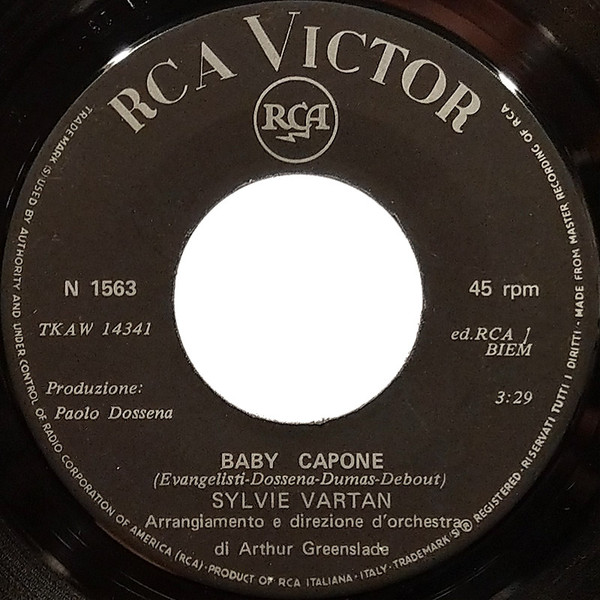 RCA VICTOR
RCA
N 1563
45 rpm
TKAW 14341
ed.RCA /
BIEM
Produzione:
Paolo Dossena
3:29
BABY CAPONE
(Evangelisti-Dossena-Dumas-Debout)
SYLVIE VARTAN
Arrangiamento e direzione d'orchestra
di Arthur Greenslade
TRADEMARK (S) USED BY AUTHORITY AND UNDER CONTROL OF RADIO CORPORATION OF AMERICA (RCA)·PRODUCT OF RCA ITALIANA·ITALY·TRADEMARK (S)® REGISTERED·RISERVATI TUTTI I DIRITTI·MADE FROM MASTER RECORDING OF RCA